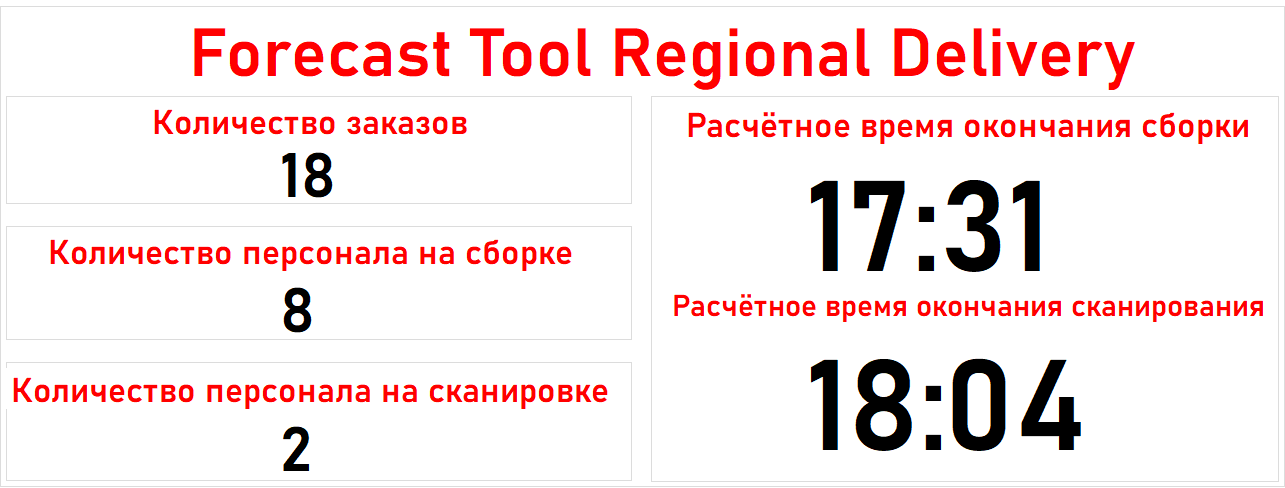 Forecast Tool Regional Delivery
Количество заказов
18
Количество персонала на сборке
8
Количество персонала на сканировке
2
Расчётное время окончания сборки
17:31
Расчётное время окончания сканирования
18:04